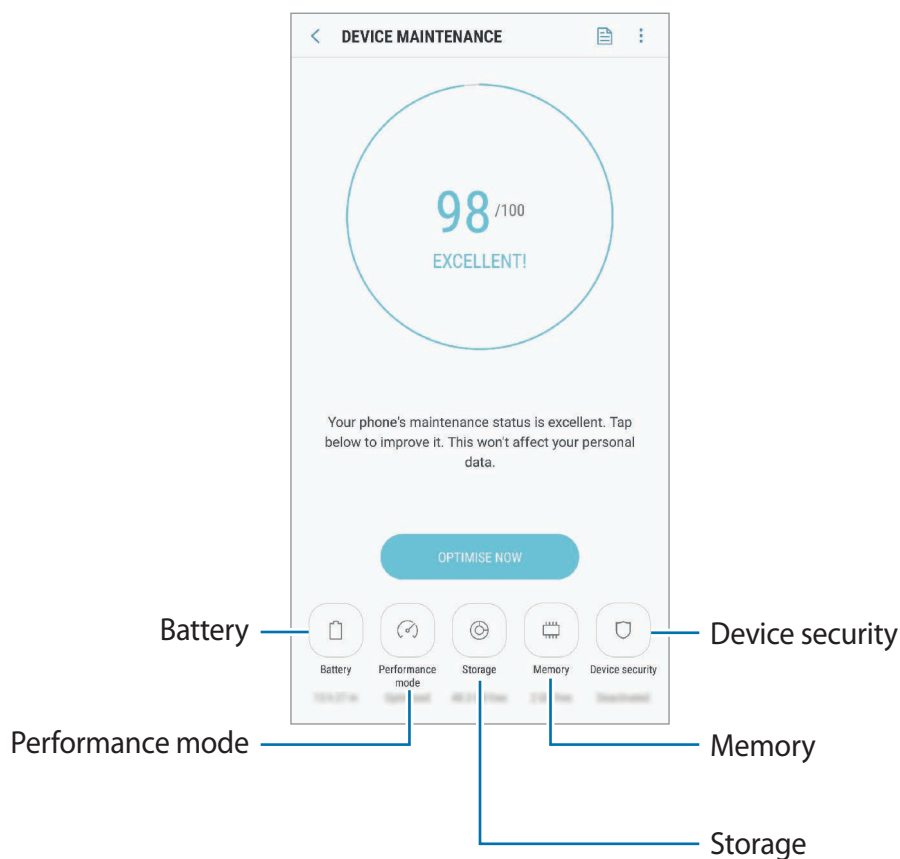 DEVICE MAINTENANCE
98 /100
EXCELLENT!
Your phone's maintenance status is excellent. Tap
below to improve it. This won't affect your personal
data.
OPTIMISE NOW
Battery
Device security
Battery
Performance
mode
Storage
Memory
Device security
Performance mode
Memory
Storage